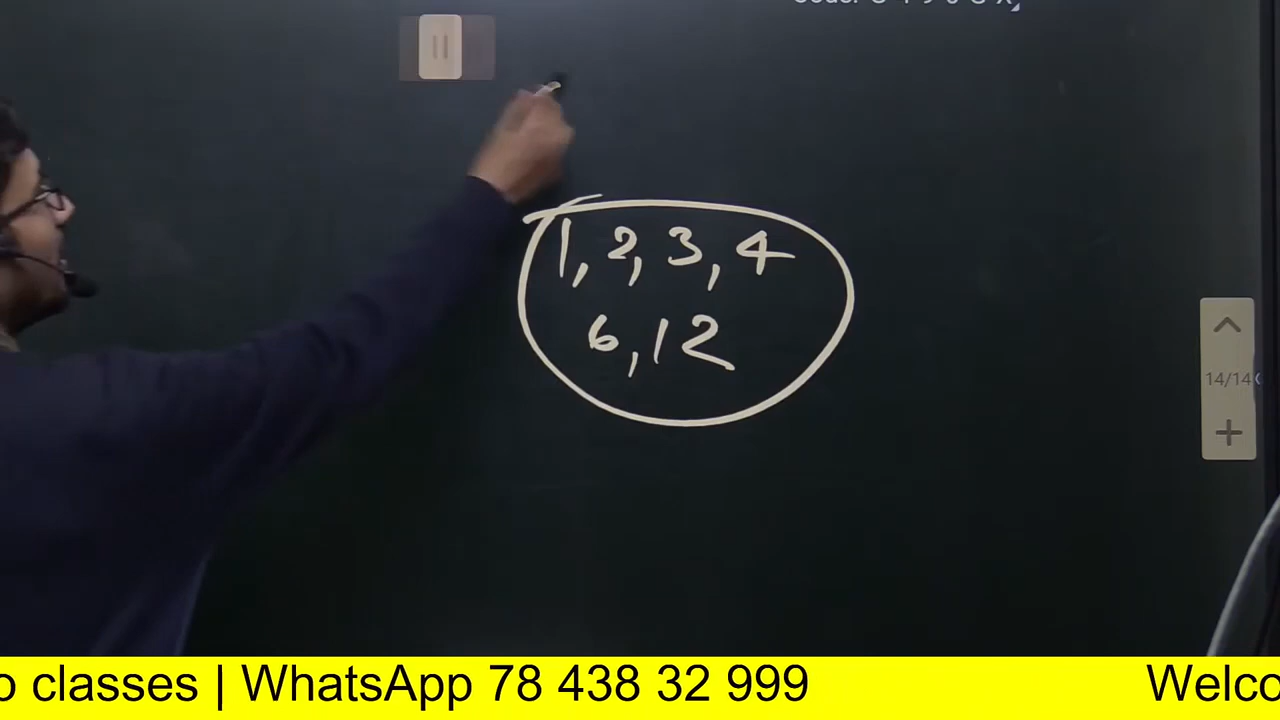 1, 2, 3, 4
6, 12
14/14
o classes | WhatsApp 78 438 32 999 Welco